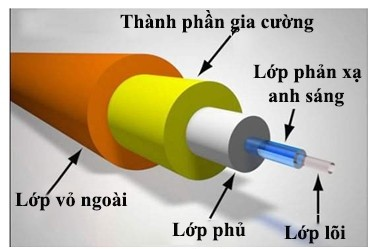 Thành phần gia cường
Lớp phản xạ
anh sáng
Lớp vỏ ngoài
Lớp phủ
Lớp lõi